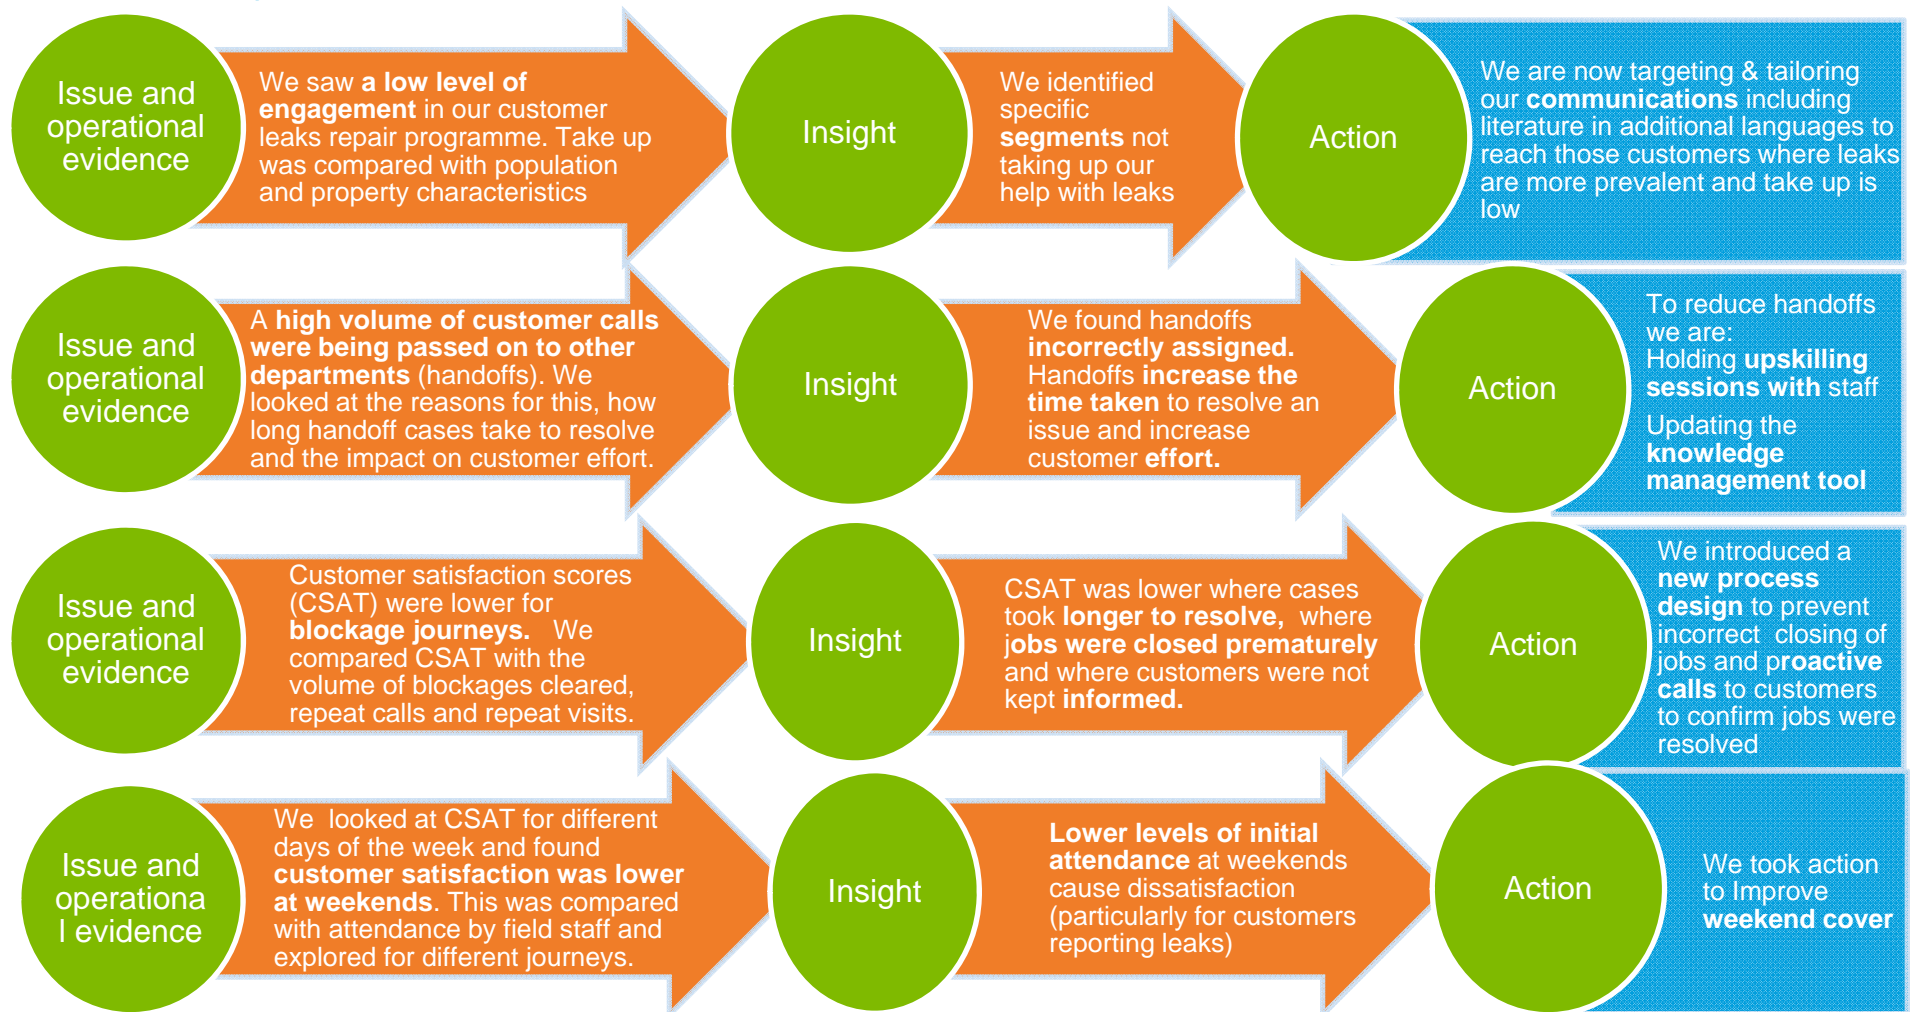 Issue and
operational
evidence
We saw a low level of
engagement in our customer
leaks repair programme. Take up
was compared with population
and property characteristics
Insight
We identified
specific
segments not
taking up our
help with leaks
Action
We are now targeting & tailoring
our communications including
literature in additional languages to
reach those customers where leaks
are more prevalent and take up is
low
Issue and
operational
evidence
A high volume of customer calls
were being passed on to other
departments (handoffs). We
looked at the reasons for this, how
long handoff cases take to resolve
and the impact on customer effort.
Insight
We found handoffs
incorrectly assigned.
Handoffs increase the
time taken to resolve an
issue and increase
customer effort.
Action
To reduce handoffs
we are:
Holding upskilling
sessions with staff
Updating the
knowledge
management tool
Issue and
operational
evidence
Customer satisfaction scores
(CSAT) were lower for
blockage journeys. We
compared CSAT with the
volume of blockages cleared,
repeat calls and repeat visits.
Insight
CSAT was lower where cases
took longer to resolve, where
jobs were closed prematurely
and where customers were not
kept informed.
Action
We introduced a
new process
design to prevent
incorrect closing of
jobs and proactive
calls to customers
to confirm jobs were
resolved
Issue and
operationa
l evidence
We looked at CSAT for different
days of the week and found
customer satisfaction was lower
at weekends. This was compared
with attendance by field staff and
explored for different journeys.
Insight
Lower levels of initial
attendance at weekends
cause dissatisfaction
(particularly for customers
reporting leaks)
Action
We took action
to Improve
weekend cover